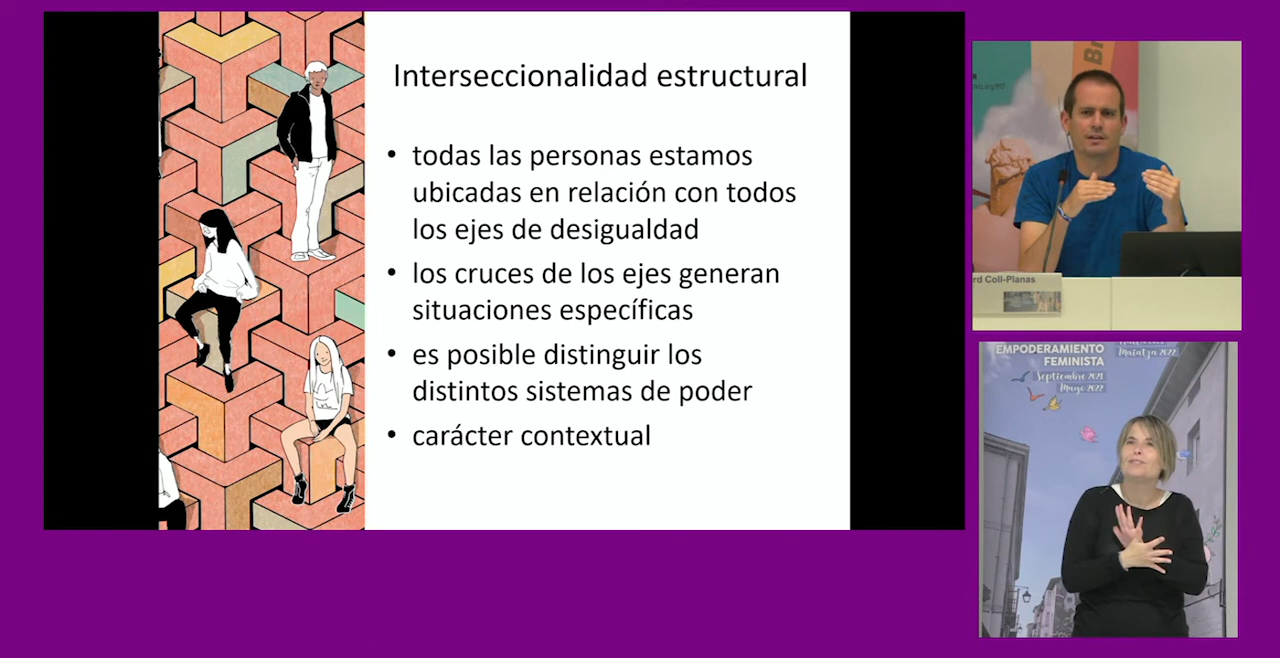 Interseccionalidad estructural
• todas las personas estamos
ubicadas en relación con todos
los ejes de desigualdad
• los cruces de los ejes generan
situaciones específicas
• es posible distinguir los
distintos sistemas de poder
• carácter contextual
rd Coll-Planas
EMPODERAMIENTO
FEMINISTA
Maiatza 2022
Septiembre 2021
Mayo 2022